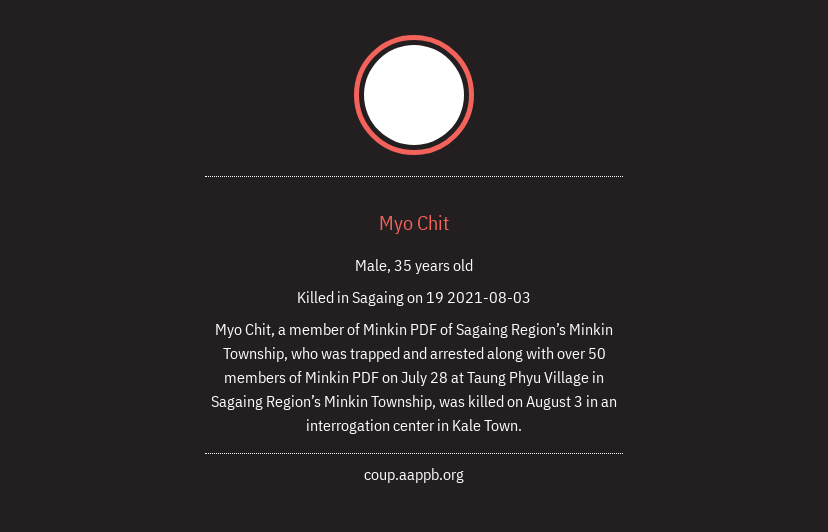 Myo Chit
Male, 35 years old
Killed in Sagaing on 19 2021-08-03
Myo Chit, a member of Minkin PDF of Sagaing Region’s Minkin
Township, who was trapped and arrested along with over 50
members of Minkin PDF on July 28 at Taung Phyu Village in
Sagaing Region’s Minkin Township, was killed on August 3 in an
interrogation center in Kale Town.
coup.aappb.org